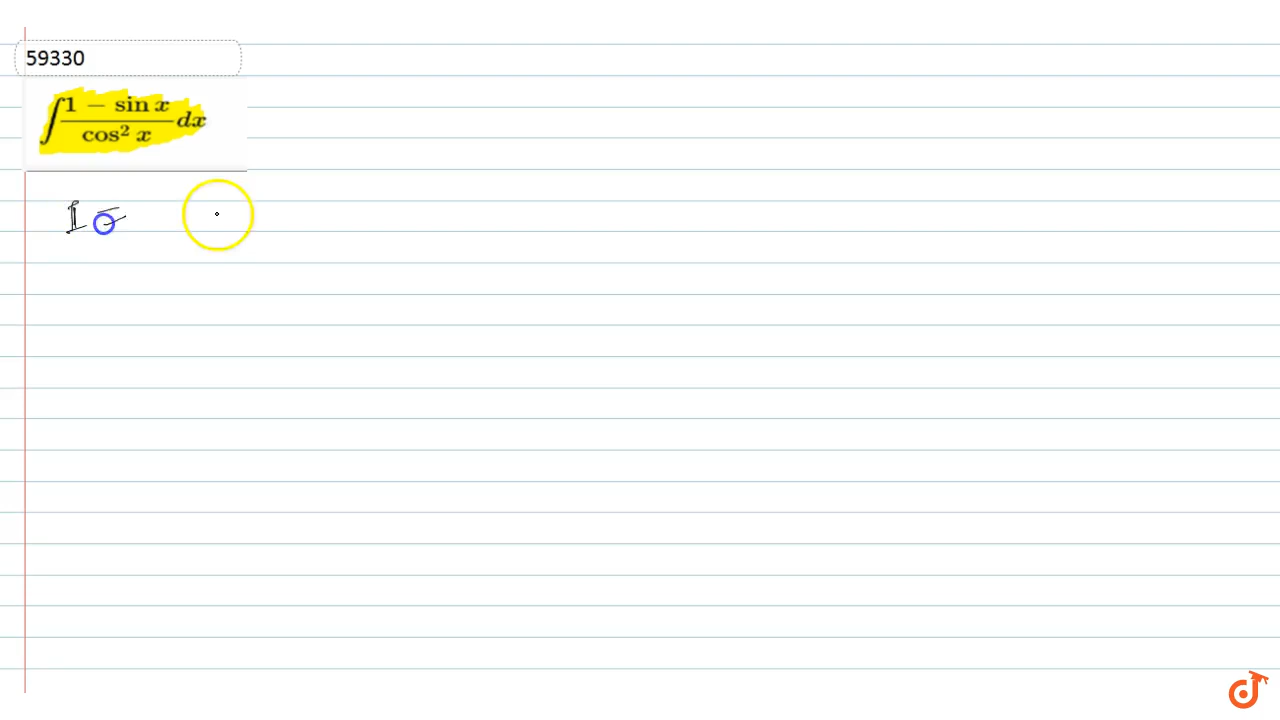 59330
∫ (1 − sin x)/(cos² x) dx
I =